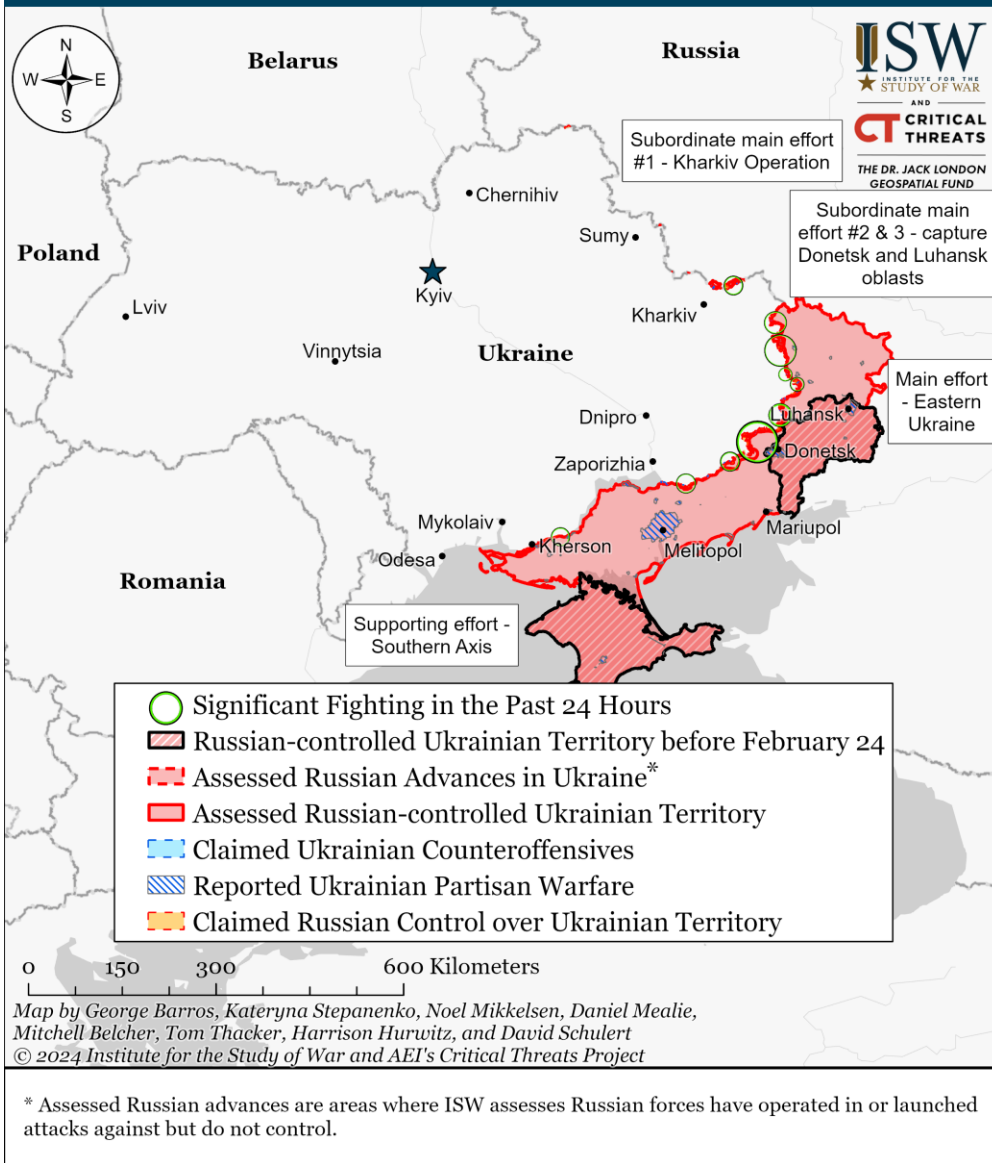 N
W
E
S
Belarus
Russia
ISW
INSTITUTE FOR THE
STUDY OF WAR
AND
CT CRITICAL
THREATS
THE DR. JACK LONDON
GEOSPATIAL FUND
Subordinate main effort
#1 - Kharkiv Operation
Subordinate main
effort #2 & 3 - capture
Donetsk and Luhansk
oblasts
Chernihiv
Sumy
Poland
Kyiv
Lviv
Kharkiv
Vinnytsia
Ukraine
Main effort
- Eastern
Ukraine
Dnipro
Luhansk
Donetsk
Zaporizhia
Mykolaiv
Mariupol
Kherson
Melitopol
Odesa
Romania
Supporting effort -
Southern Axis
Significant Fighting in the Past 24 Hours
Russian-controlled Ukrainian Territory before February 24
Assessed Russian Advances in Ukraine*
Assessed Russian-controlled Ukrainian Territory
Claimed Ukrainian Counteroffensives
Reported Ukrainian Partisan Warfare
Claimed Russian Control over Ukrainian Territory
0 150 300 600 Kilometers
Map by George Barros, Kateryna Stepanenko, Noel Mikkelsen, Daniel Mealie,
Mitchell Belcher, Tom Thacker, Harrison Hurwitz, and David Schulert
© 2024 Institute for the Study of War and AEI's Critical Threats Project
* Assessed Russian advances are areas where ISW assesses Russian forces have operated in or launched
attacks against but do not control.